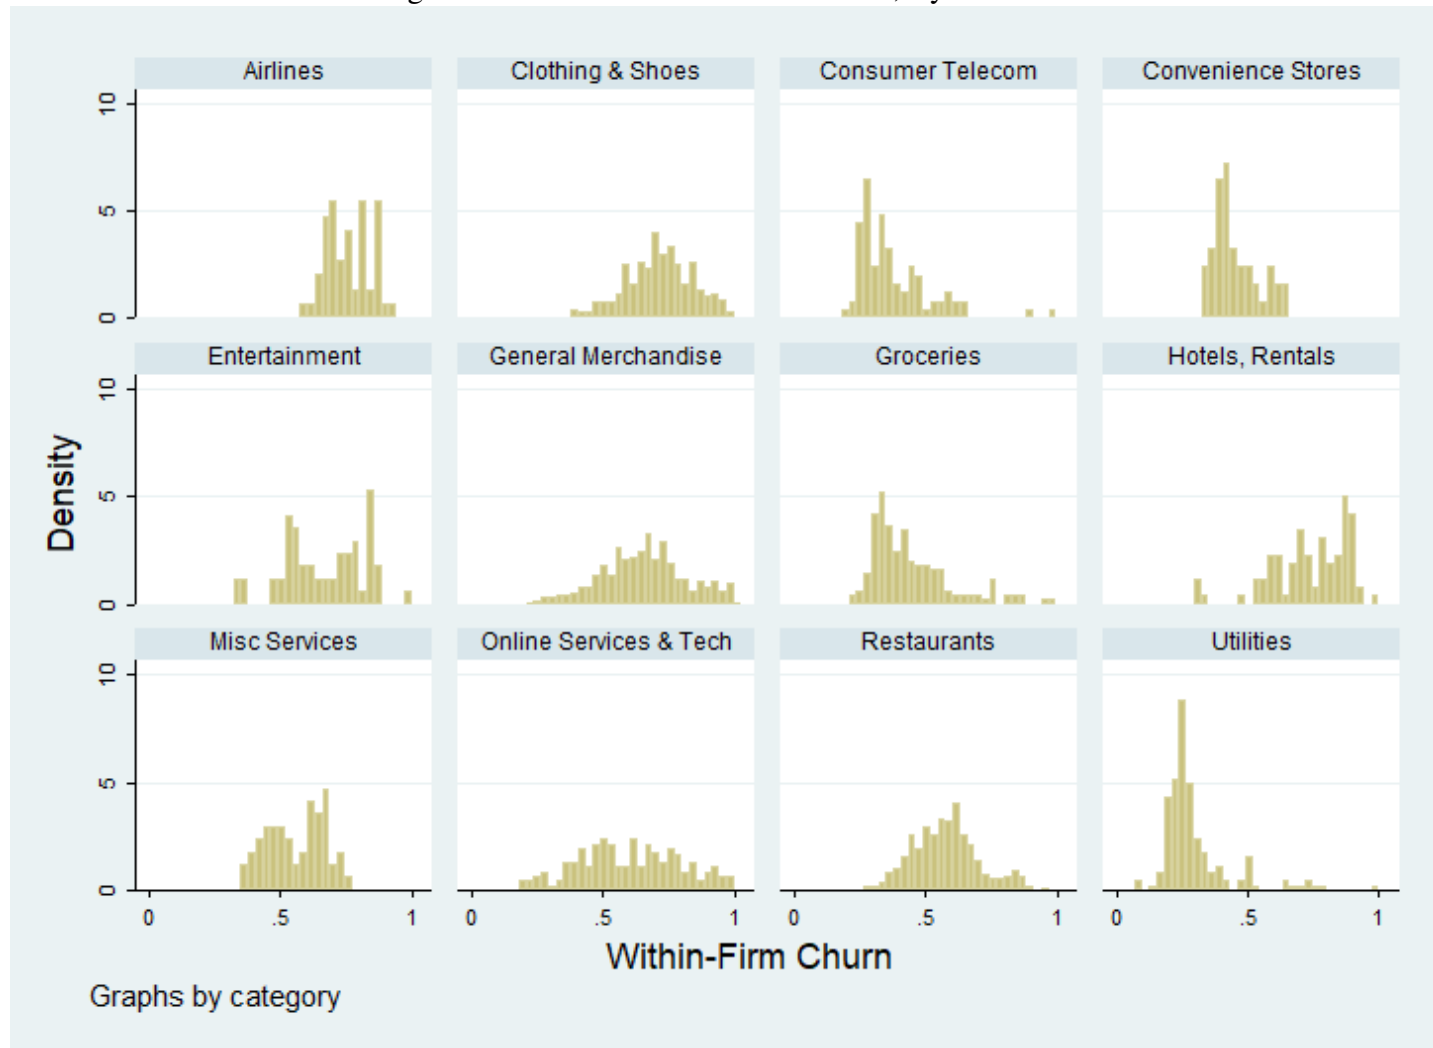 Airlines Clothing & Shoes Consumer Telecom Convenience Stores
10
5
0
Entertainment General Merchandise Groceries Hotels, Rentals
10
5
0
Misc Services Online Services & Tech Restaurants Utilities
10
5
0
0 .5 1 0 .5 1 0 .5 1 0 .5 1
Density
Within-Firm Churn
Graphs by category